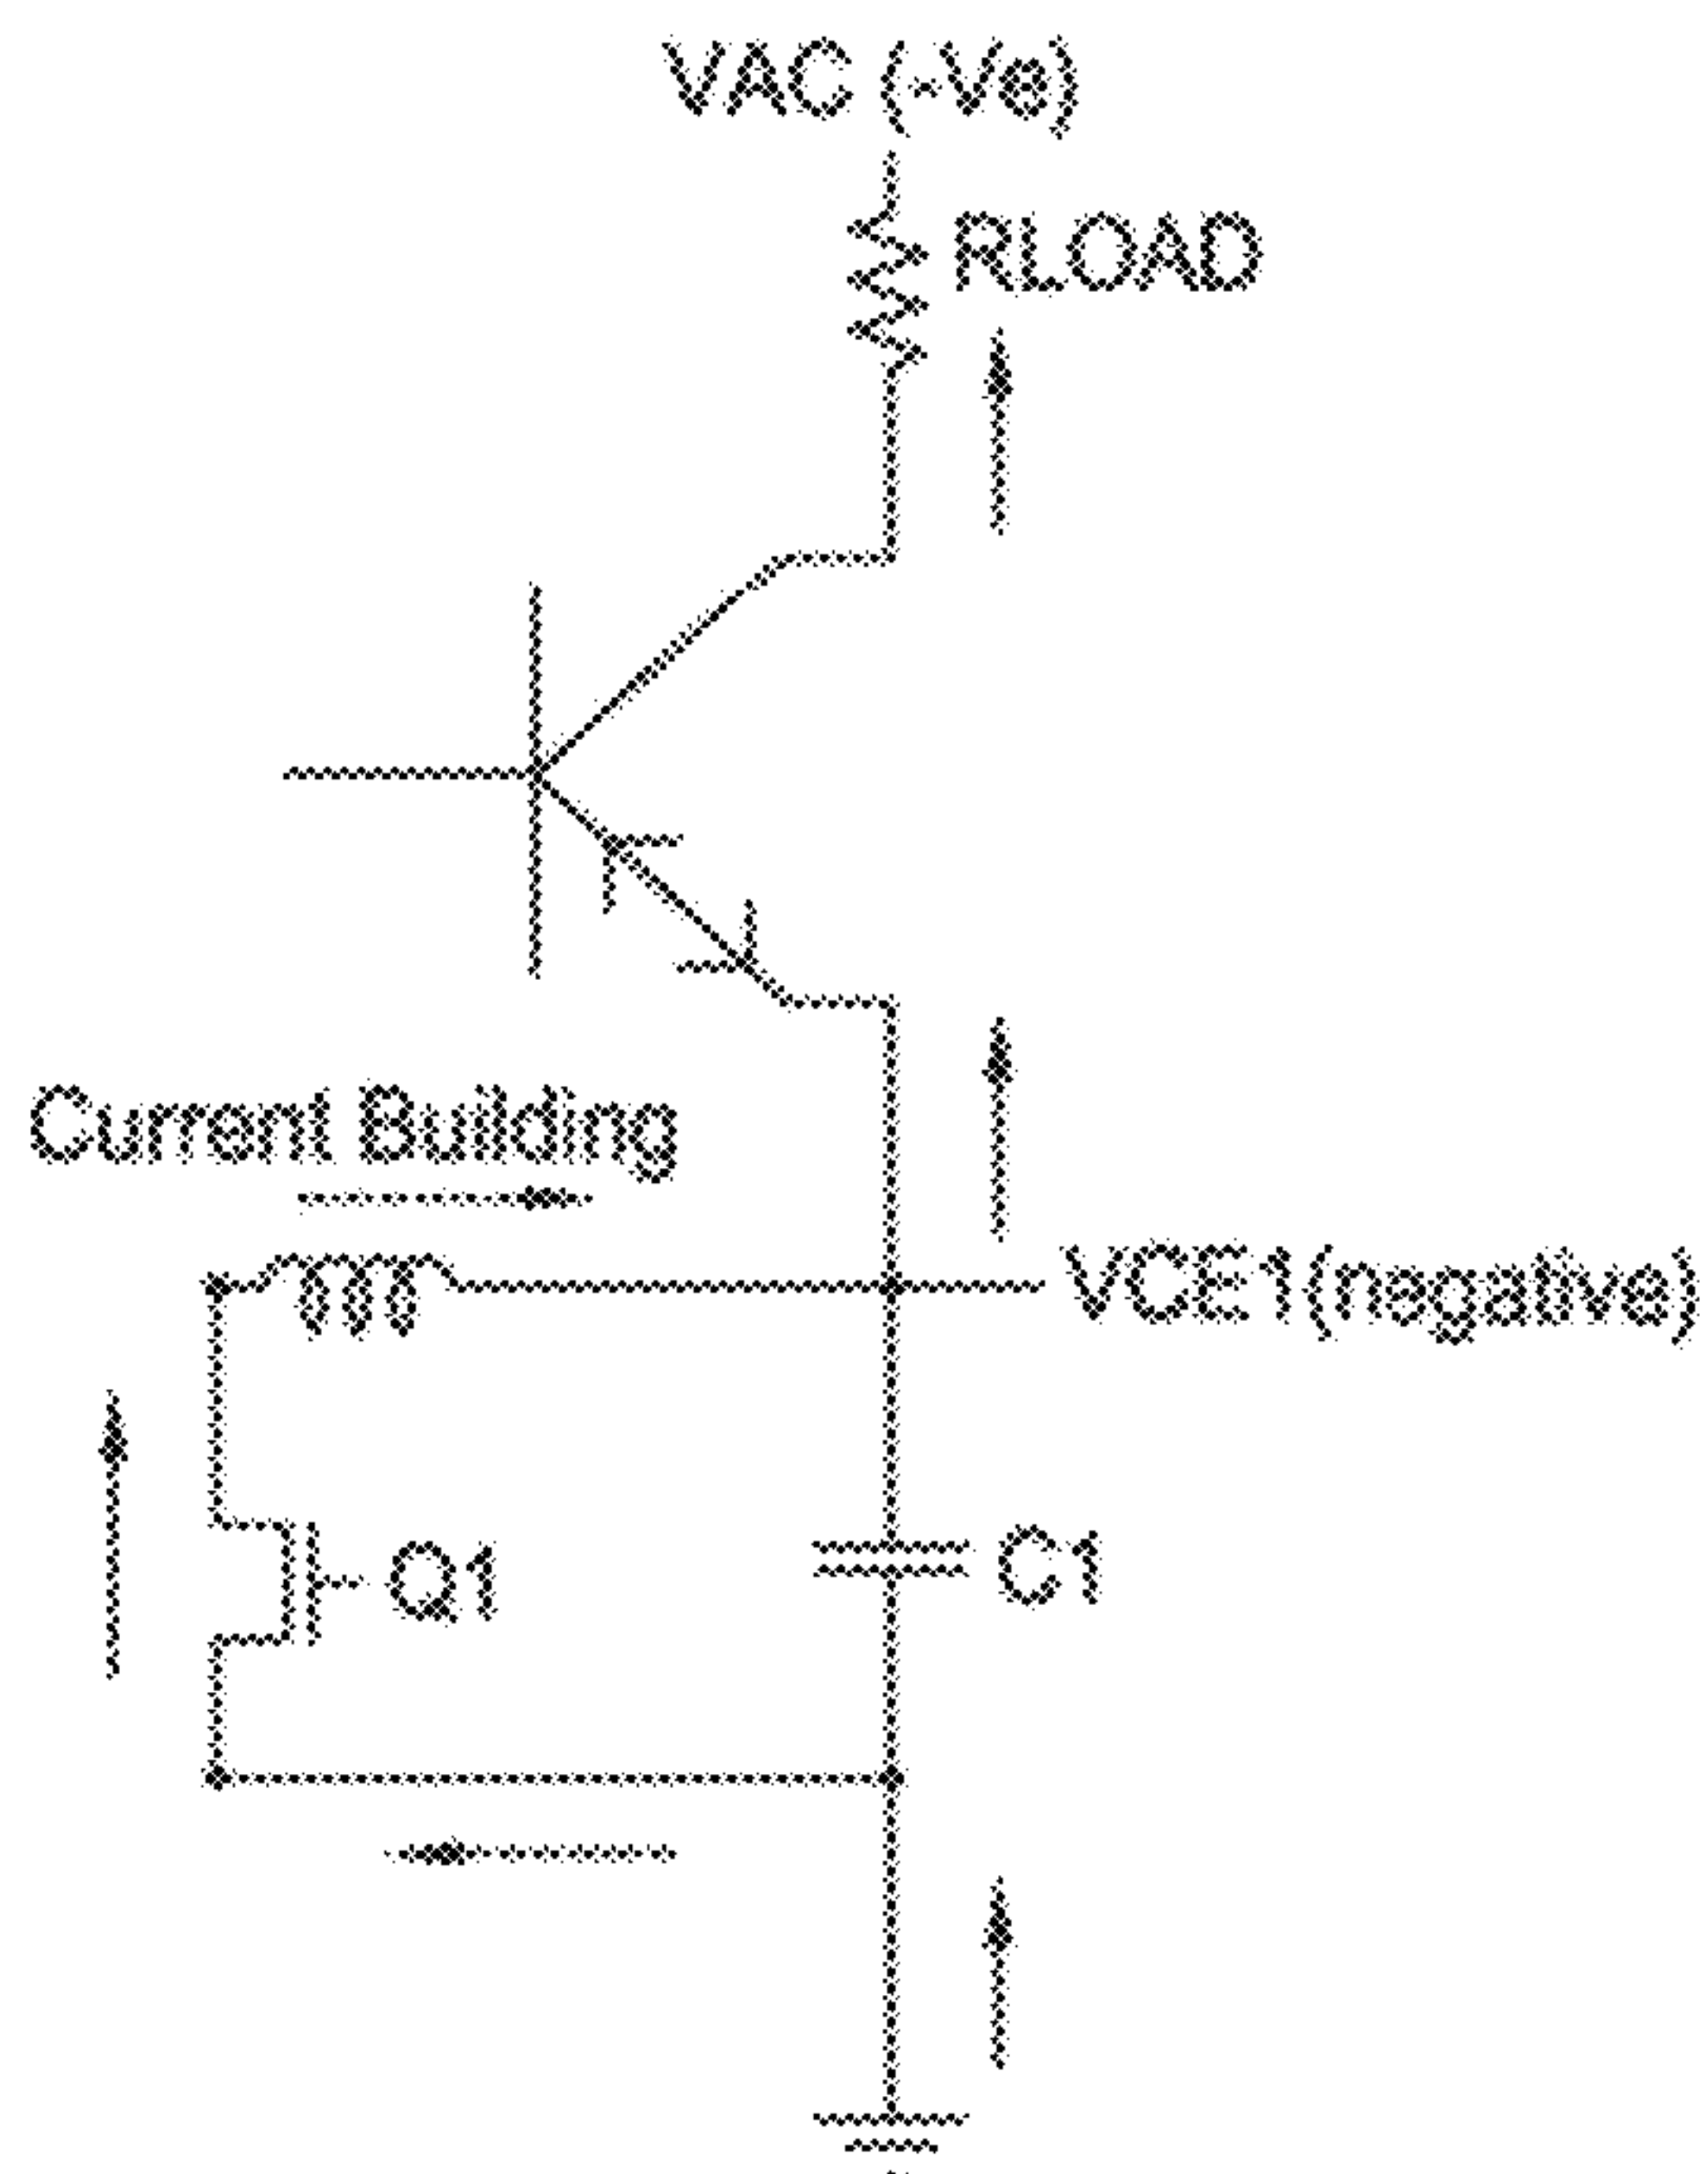 VAC (-Ve)
RLOAD
Current Building
VCE1(negative)
Q1
C1